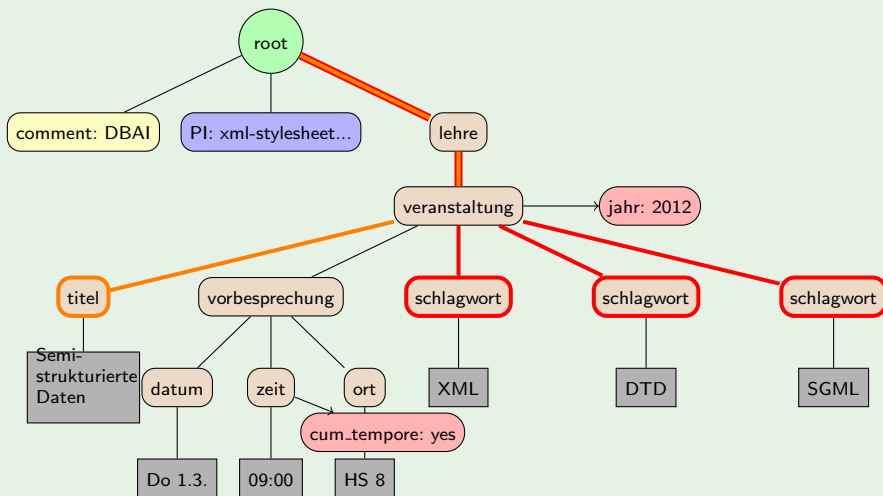 root
comment: DBAI
PI: xml-stylesheet...
lehre
veranstaltung
jahr: 2012
titel
vorbesprechung
schlagwort
schlagwort
schlagwort
Semi-
strukturierte
Daten
datum
zeit
ort
XML
DTD
SGML
cum_tempore: yes
Do 1.3.
09:00
HS 8